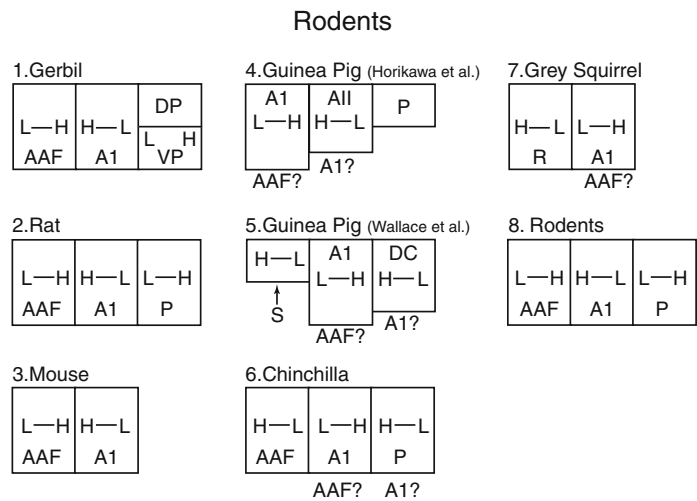 Rodents
1.Gerbil
L—H H—L DP
AAF A1 L H
VP
4.Guinea Pig (Horikawa et al.)
A1 AII P
L—H H—L
A1?
AAF?
7.Grey Squirrel
H—L L—H
R A1
AAF?
2.Rat
L—H H—L L—H
AAF A1 P
5.Guinea Pig (Wallace et al.)
H—L A1 DC
L—H H—L
S
AAF? A1?
8. Rodents
L—H H—L L—H
AAF A1 P
3.Mouse
L—H H—L
AAF A1
6.Chinchilla
H—L L—H H—L
AAF A1 P
AAF? A1?